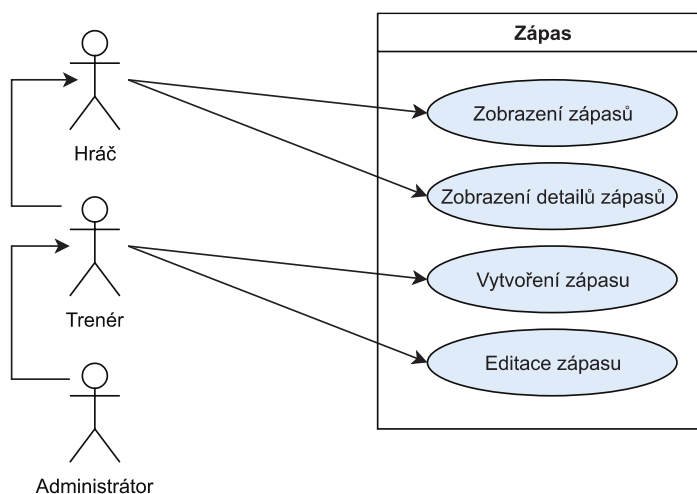 Zápas
Hráč
Zobrazení zápasů
Zobrazení detailů zápasů
Trenér
Vytvoření zápasu
Editace zápasu
Administrátor